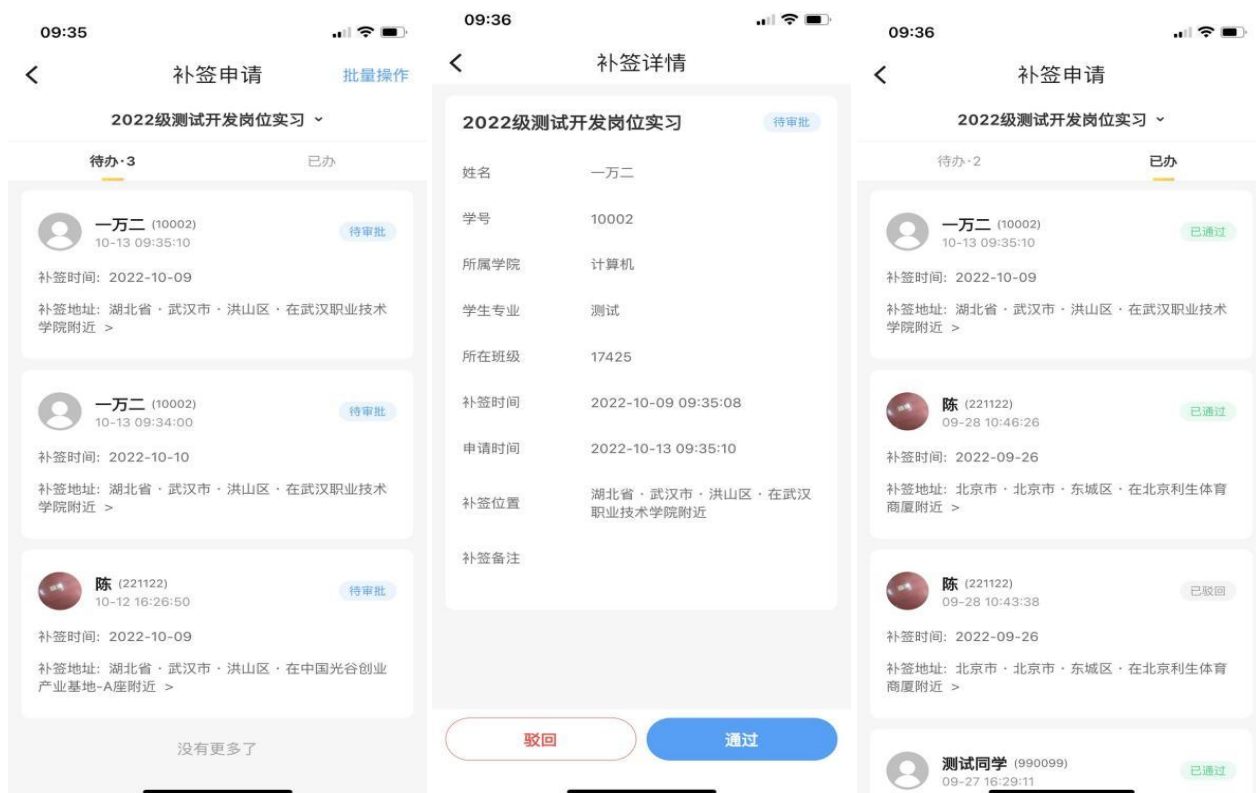 09:35
补签申请
批量操作
2022级测试开发岗位实习
待办·3
已办
一万二 (10002)
10-13 09:35:10
待审批
补签时间: 2022-10-09
补签地址: 湖北省 · 武汉市 · 洪山区 · 在武汉职业技术
学院附近 >
一万二 (10002)
10-13 09:34:00
待审批
补签时间: 2022-10-10
补签地址: 湖北省 · 武汉市 · 洪山区 · 在武汉职业技术
学院附近 >
陈 (221122)
10-12 16:26:50
待审批
补签时间: 2022-10-09
补签地址: 湖北省 · 武汉市 · 洪山区 · 在中国光谷创业
产业基地-A座附近 >
没有更多了
09:36
补签详情
2022级测试开发岗位实习
待审批
姓名 一万二
学号 10002
所属学院 计算机
学生专业 测试
所在班级 17425
补签时间 2022-10-09 09:35:08
申请时间 2022-10-13 09:35:10
补签位置 湖北省 · 武汉市 · 洪山区 · 在武汉
职业技术学院附近
补签备注
驳回
通过
09:36
补签申请
2022级测试开发岗位实习
待办·2
已办
一万二 (10002)
10-13 09:35:10
已通过
补签时间: 2022-10-09
补签地址: 湖北省 · 武汉市 · 洪山区 · 在武汉职业技术
学院附近 >
陈 (221122)
09-28 10:46:26
已通过
补签时间: 2022-09-26
补签地址: 北京市 · 北京市 · 东城区 · 在北京利生体育
商厦附近 >
陈 (221122)
09-28 10:43:38
已驳回
补签时间: 2022-09-26
补签地址: 北京市 · 北京市 · 东城区 · 在北京利生体育
商厦附近 >
测试同学 (990099)
09-27 16:29:11
已通过